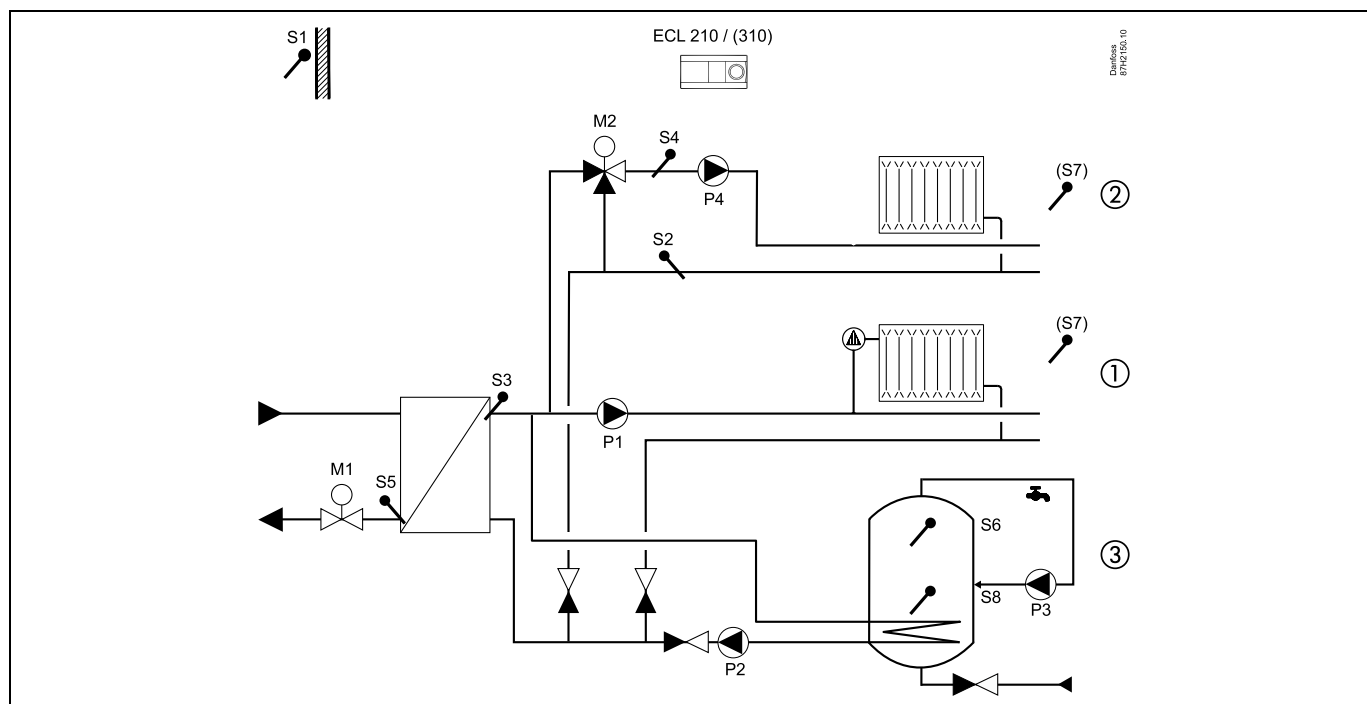 S1
ECL 210 / (310)
Danfoss
87H2150.10
M2
S4
P4
(S7)
2
S2
(S7)
1
S3
P1
M1
S5
S6
3
S8
P3
P2